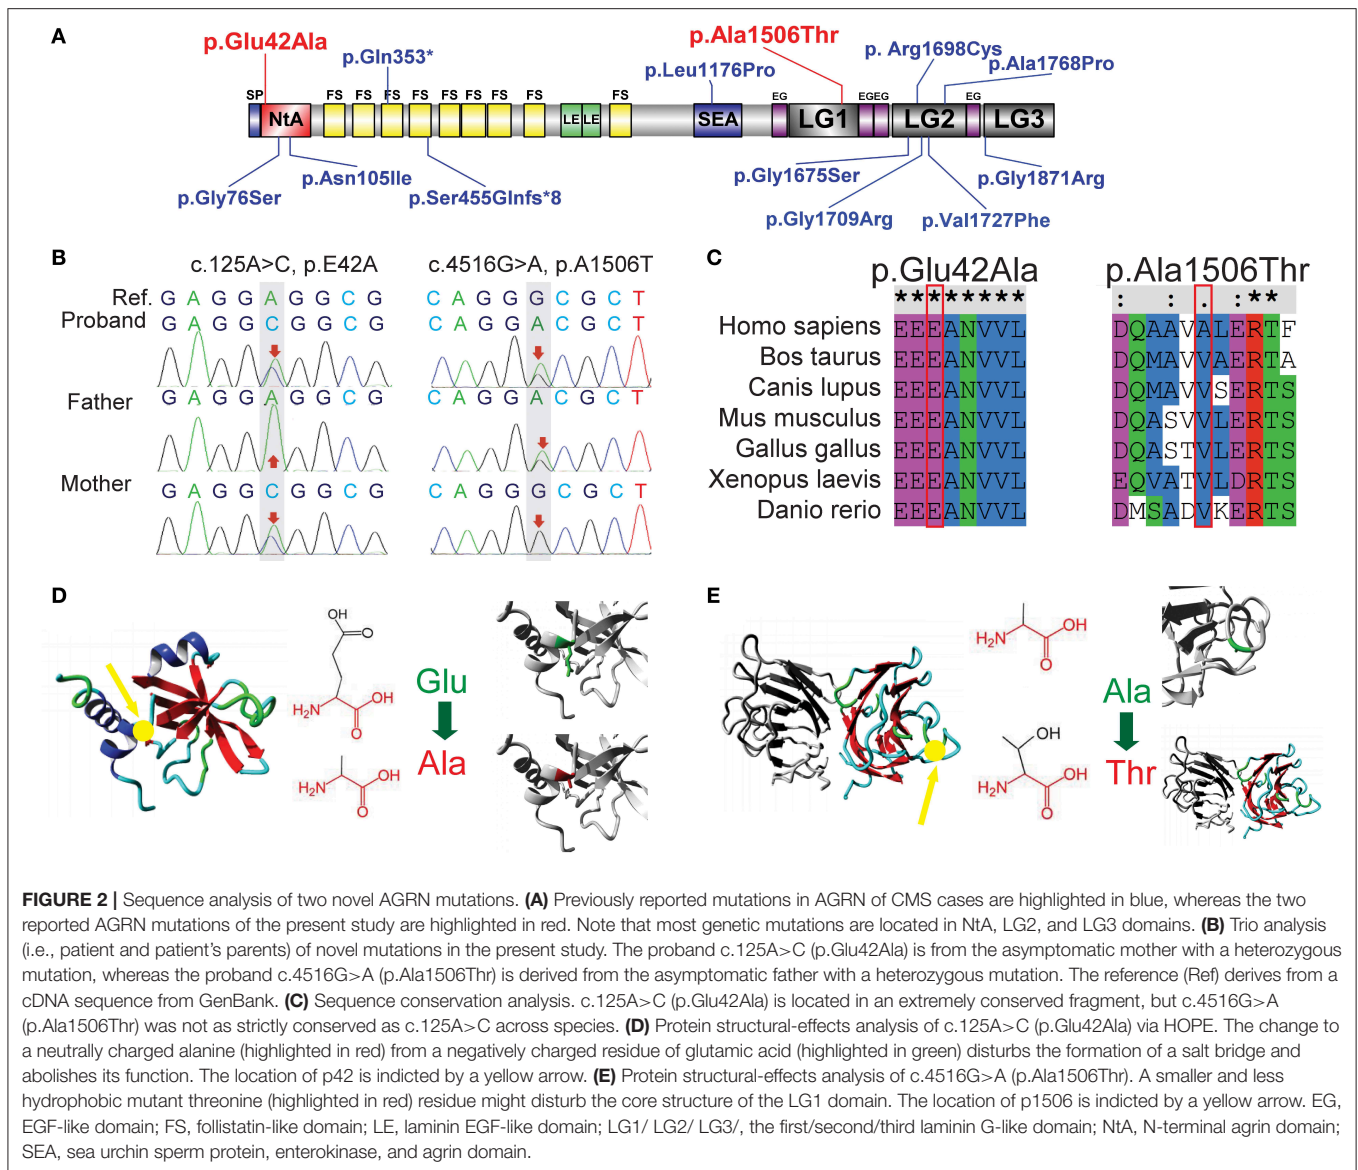 A
p.Glu42Ala
p.Gln353*
p.Leu1176Pro
p.Ala1506Thr
p. Arg1698Cys
p.Ala1768Pro
SP FS FS FS FS FS FS FS FS FS EG EGEG EG
NtA LE LE SEA LG1 LG2 LG3
p.Gly76Ser
p.Asn105Ile
p.Ser455Glnfs*8
p.Gly1675Ser
p.Gly1709Arg
p.Val1727Phe
p.Gly1871Arg
B
c.125A>C, p.E42A c.4516G>A, p.A1506T
Ref. G A G G A G G C G C A G G G C G C T
Proband G A G G C G G C G C A G G A C G C T
Father G A G G A G G C G C A G G A C G C T
Mother G A G G C G G C G C A G G G C G C T
C
p.Glu42Ala p.Ala1506Thr
******** : : . :**
Homo sapiens EEEANVVL DQAAVALERTF
Bos taurus EEEANVVL DQMAVVAERTA
Canis lupus EEEANVVL DQMAVVSERTS
Mus musculus EEEANVVL DQASVVLERTS
Gallus gallus EEEANVVL DQASTVLERTS
Xenopus laevis EEEANVVL EQVATVLDRTS
Danio rerio EEEANVVL DMSADVKERTS
D
OH
O
H₂N
OH
O
H₂N
OH
O
Glu
Ala
E
H₂N
OH
O
OH
H₂N
OH
O
Ala
Thr
FIGURE 2 | Sequence analysis of two novel AGRN mutations. (A) Previously reported mutations in AGRN of CMS cases are highlighted in blue, whereas the two
reported AGRN mutations of the present study are highlighted in red. Note that most genetic mutations are located in NtA, LG2, and LG3 domains. (B) Trio analysis
(i.e., patient and patient's parents) of novel mutations in the present study. The proband c.125A>C (p.Glu42Ala) is from the asymptomatic mother with a heterozygous
mutation, whereas the proband c.4516G>A (p.Ala1506Thr) is derived from the asymptomatic father with a heterozygous mutation. The reference (Ref) derives from a
cDNA sequence from GenBank. (C) Sequence conservation analysis. c.125A>C (p.Glu42Ala) is located in an extremely conserved fragment, but c.4516G>A
(p.Ala1506Thr) was not as strictly conserved as c.125A>C across species. (D) Protein structural-effects analysis of c.125A>C (p.Glu42Ala) via HOPE. The change to
a neutrally charged alanine (highlighted in red) from a negatively charged residue of glutamic acid (highlighted in green) disturbs the formation of a salt bridge and
abolishes its function. The location of p42 is indicted by a yellow arrow. (E) Protein structural-effects analysis of c.4516G>A (p.Ala1506Thr). A smaller and less
hydrophobic mutant threonine (highlighted in red) residue might disturb the core structure of the LG1 domain. The location of p1506 is indicted by a yellow arrow. EG,
EGF-like domain; FS, follistatin-like domain; LE, laminin EGF-like domain; LG1/ LG2/ LG3/, the first/second/third laminin G-like domain; NtA, N-terminal agrin domain;
SEA, sea urchin sperm protein, enterokinase, and agrin domain.